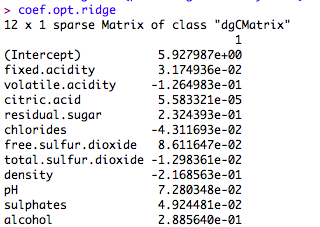 > coef.opt.ridge
12 x 1 sparse Matrix of class "dgCMatrix"
1
(Intercept) 5.927987e+00
fixed.acidity 3.174936e-02
volatile.acidity -1.264983e-01
citric.acid 5.583321e-05
residual.sugar 2.324393e-01
chlorides -4.311693e-02
free.sulfur.dioxide 8.611647e-02
total.sulfur.dioxide -1.298361e-02
density -2.168563e-01
pH 7.280348e-02
sulphates 4.924481e-02
alcohol 2.885640e-01